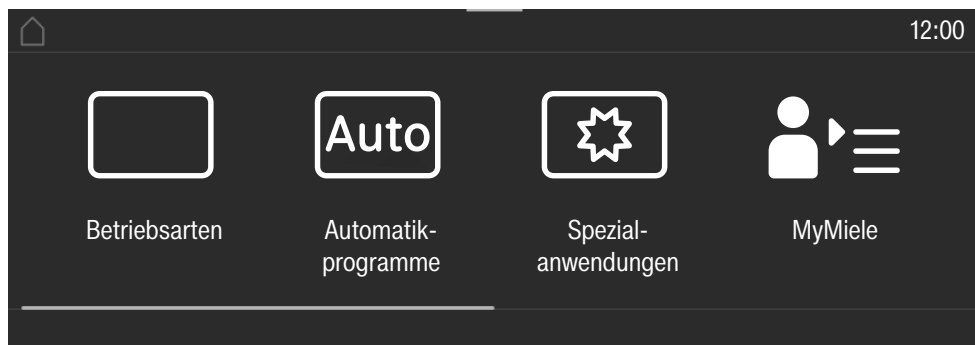 12:00
Auto
Betriebsarten
Automatik-
programme
Spezial-
anwendungen
MyMiele